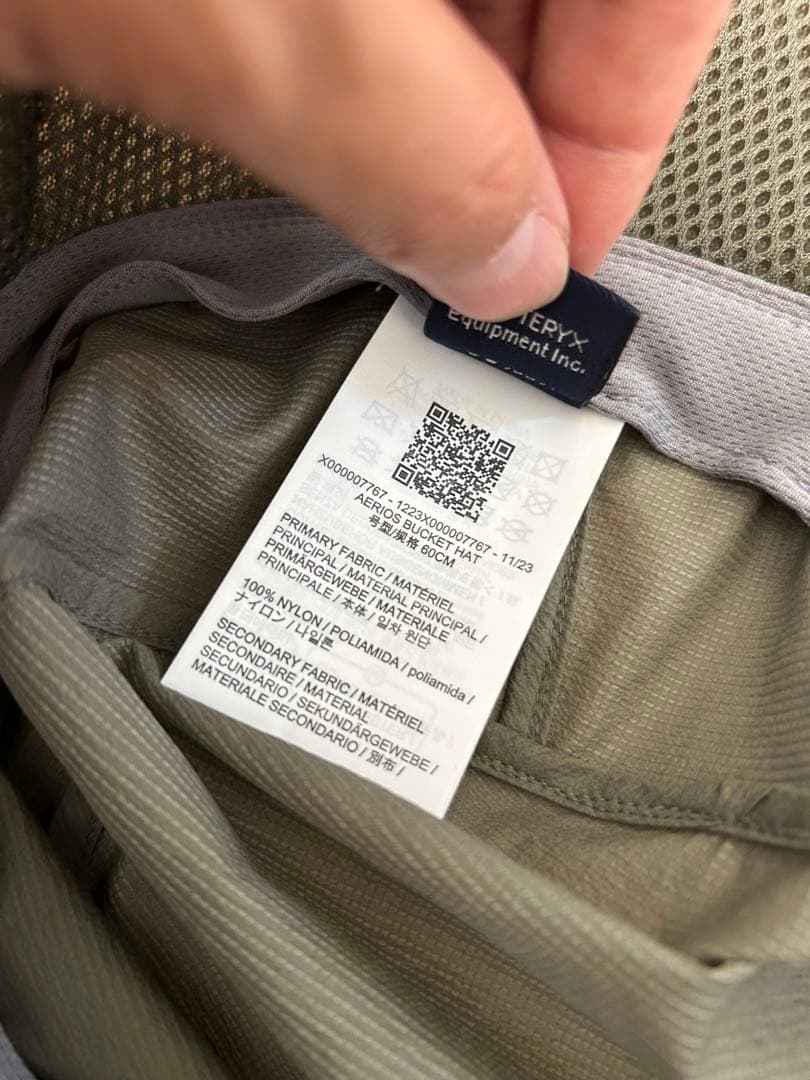 TERYX
Equipment Inc.
X000007767 - 1223X000007767 - 11/23
AERIOS BUCKET HAT
号型/规格 60CM
PRIMARY FABRIC / MATÉRIEL
PRINCIPAL / MATERIAL PRINCIPAL /
PRIMÄRGEWEBE / MATERIALE
PRINCIPALE / 本体 / 일차 원단
100% NYLON / POLIAMIDA / poliamida /
ナイロン / 나일론
SECONDARY FABRIC / MATÉRIEL
SECONDAIRE / MATERIAL
SECUNDARIO / SEKUNDÄRGEWEBE /
MATERIALE SECONDARIO / 別布 /